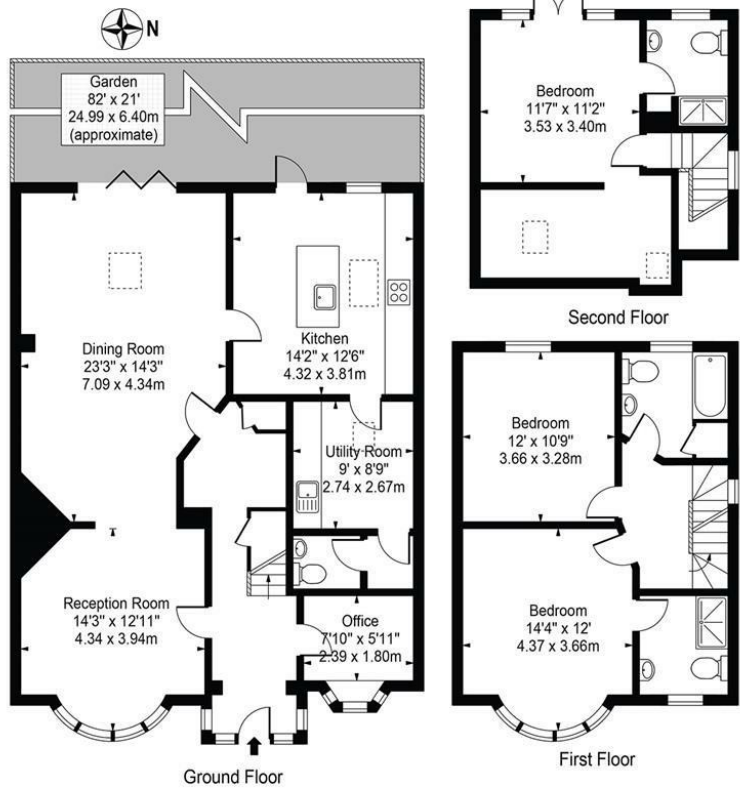 N
Garden
82' x 21'
24.99 x 6.40m
(approximate)
Dining Room
23'3" x 14'3"
7.09 x 4.34m
Kitchen
14'2" x 12'6"
4.32 x 3.81m
Utility Room
9' x 8'9"
2.74 x 2.67m
Reception Room
14'3" x 12'11"
4.34 x 3.94m
Office
7'10" x 5'11"
2.39 x 1.80m
Ground Floor
Bedroom
11'7" x 11'2"
3.53 x 3.40m
Second Floor
Bedroom
12' x 10'9"
3.66 x 3.28m
Bedroom
14'4" x 12'
4.37 x 3.66m
First Floor